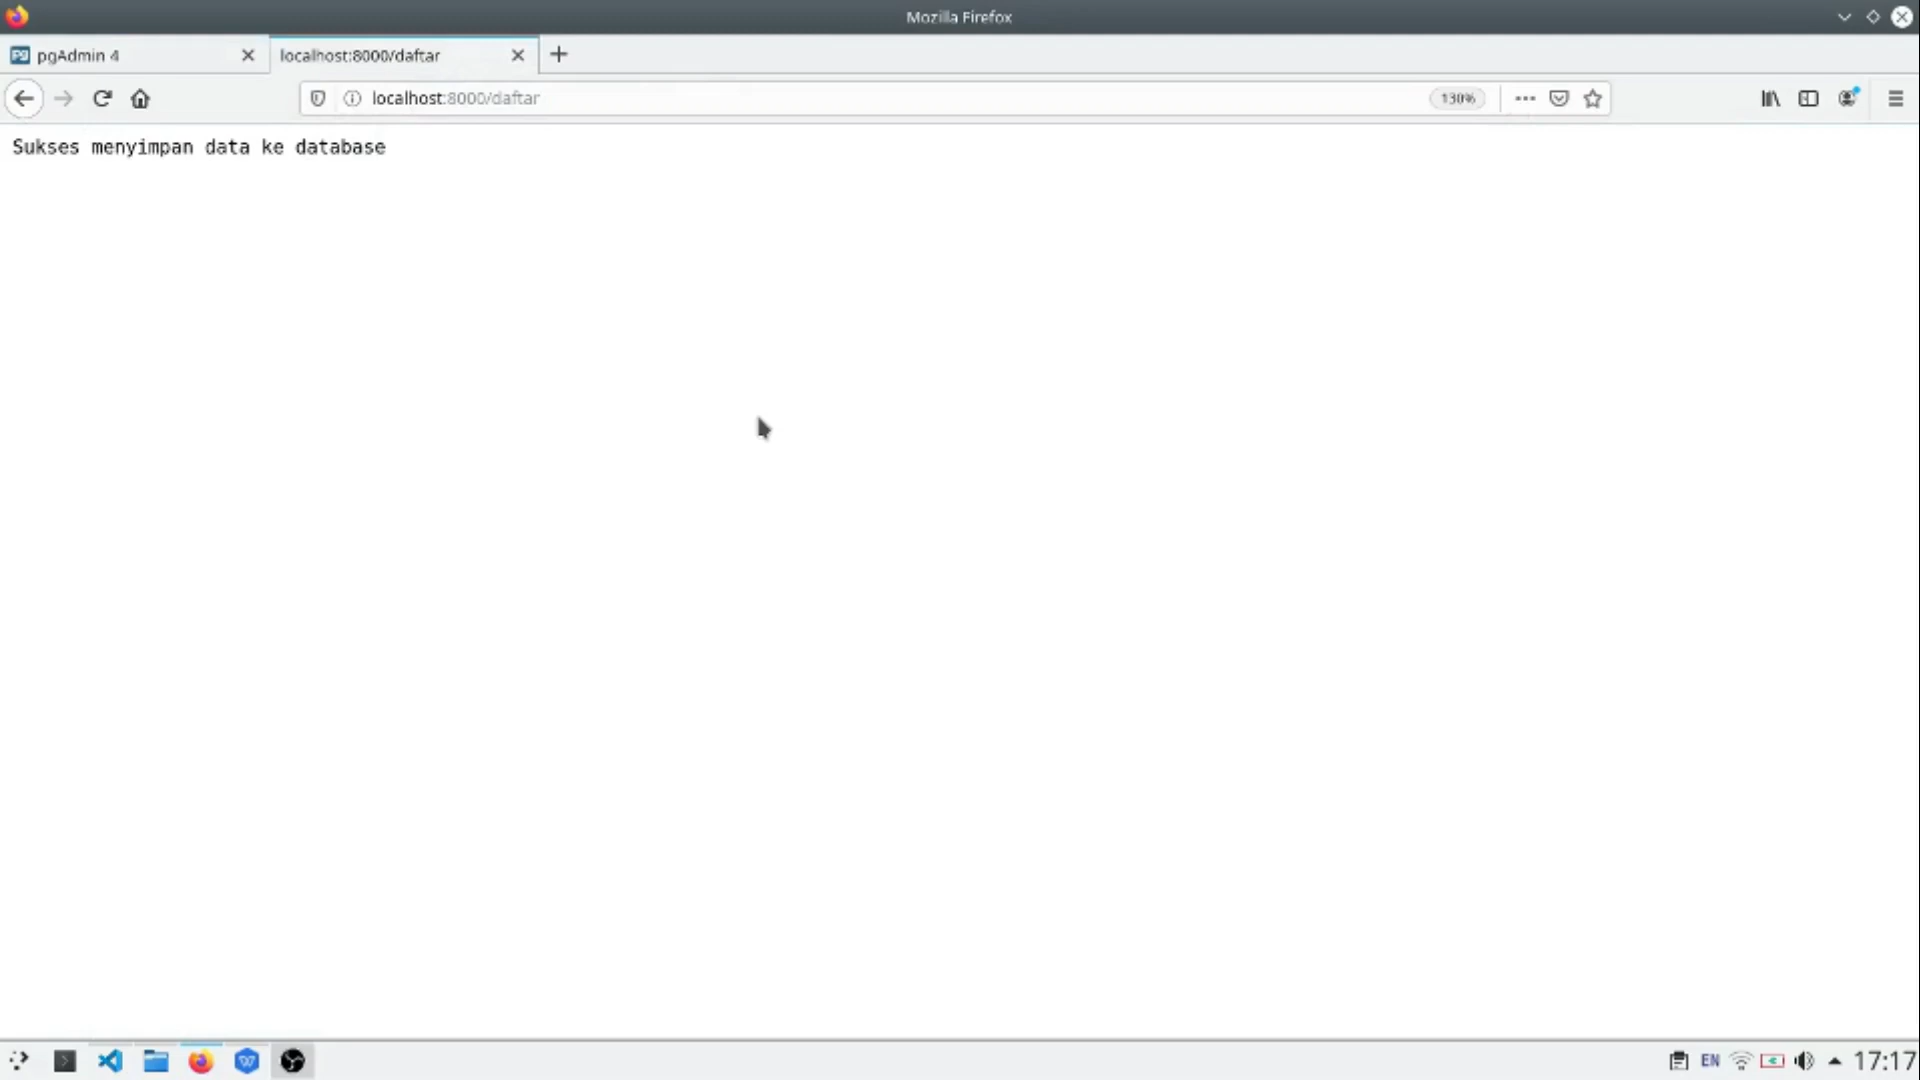 Mozilla Firefox
pgAdmin 4
localhost:8000/daftar
localhost:8000/daftar
130%
Sukses menyimpan data ke database
EN
17:17